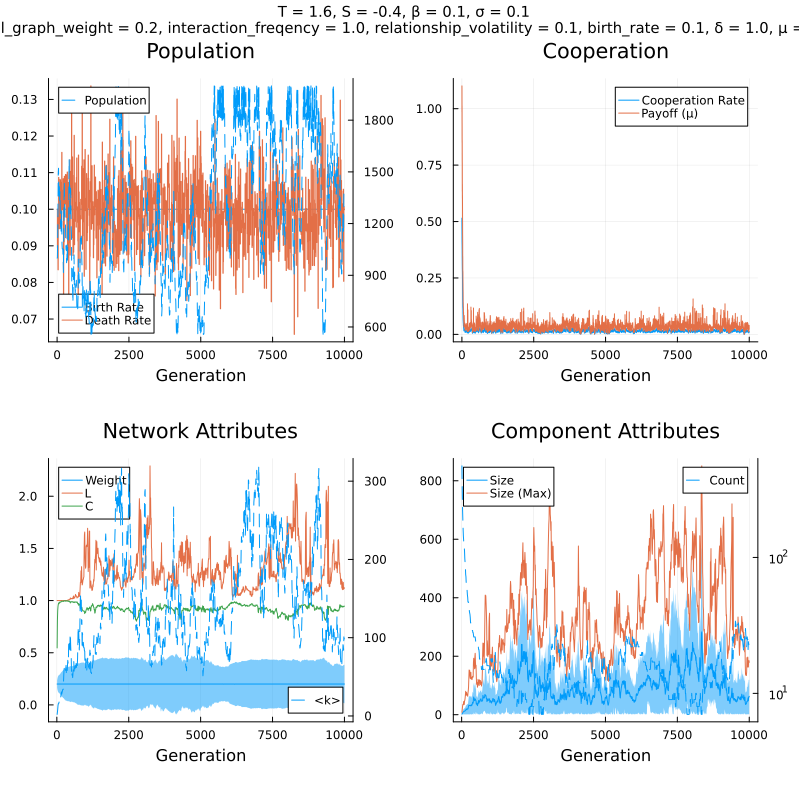 T = 1.6, S = -0.4, β = 0.1, σ = 0.1
l_graph_weight = 0.2, interaction_freqency = 1.0, relationship_volatility = 0.1, birth_rate = 0.1, δ = 1.0, μ =
Population
Cooperation
Population
Birth Rate
Death Rate
0.13
0.12
0.11
0.10
0.09
0.08
0.07
1800
1500
1200
900
600
0
2500
5000
7500
10000
Generation
Cooperation Rate
Payoff (μ)
1.00
0.75
0.50
0.25
0.00
0
2500
5000
7500
10000
Generation
Network Attributes
Component Attributes
Weight
L
C
<k>
2.0
1.5
1.0
0.5
0.0
300
200
100
0
0
2500
5000
7500
10000
Generation
Size
Size (Max)
Count
800
600
400
200
0
10²
10¹
0
2500
5000
7500
10000
Generation